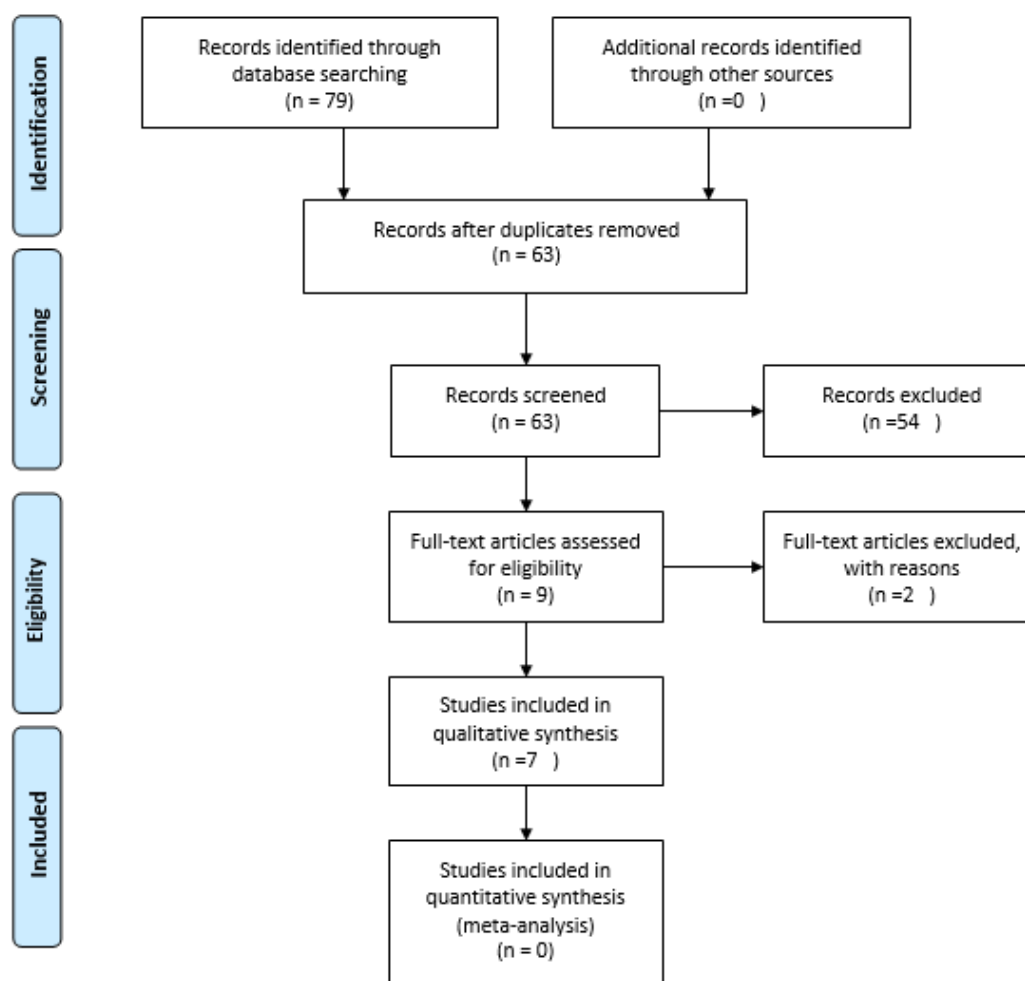 Identification
Records identified through
database searching
(n = 79)
Additional records identified
through other sources
(n =0   )
Records after duplicates removed
(n = 63)
Screening
Records screened
(n = 63)
Records excluded
(n =54   )
Eligibility
Full-text articles assessed
for eligibility
(n = 9)
Full-text articles excluded,
with reasons
(n =2   )
Studies included in
qualitative synthesis
(n =7   )
Included
Studies included in
quantitative synthesis
(meta-analysis)
(n = 0)